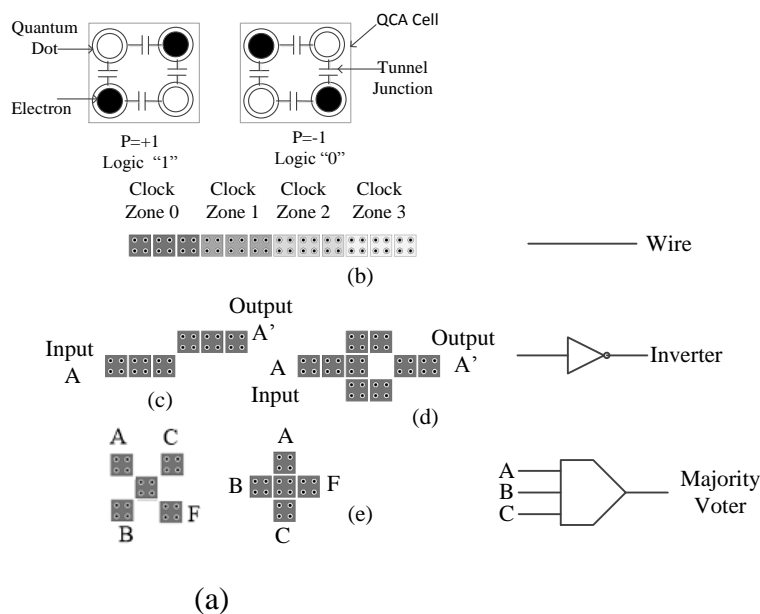 Quantum
Dot
QCA Cell
Electron
Tunnel
Junction
P=+1
Logic “1”
P=-1
Logic “0”
Clock
Zone 0
Clock
Zone 1
Clock
Zone 2
Clock
Zone 3
(b)
Wire
Input
A
Output
A’
(c)
A
Input
Output
A’
(d)
Inverter
A
C
B
F
A
B
F
C
(e)
A
B
C
Majority
Voter
(a)